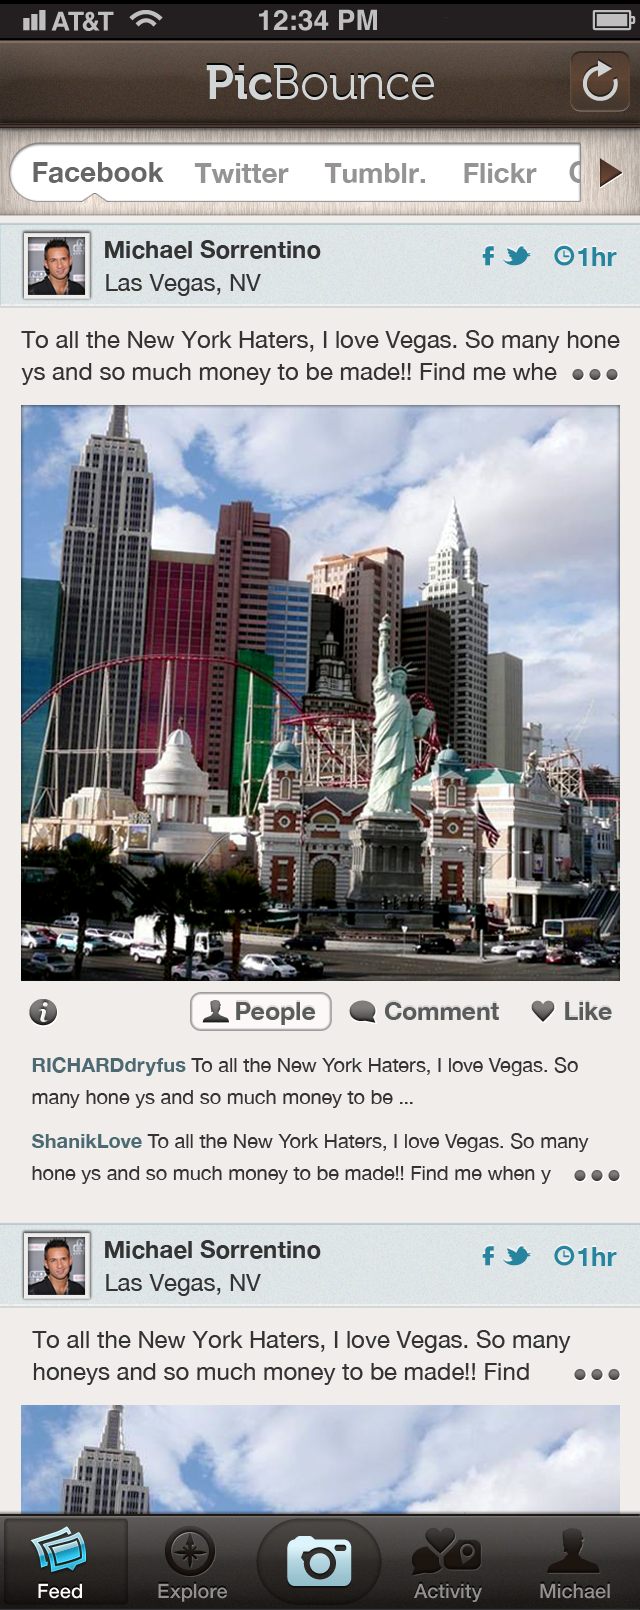 AT&T 12:34 PM
PicBounce
Facebook Twitter Tumblr. Flickr
Michael Sorrentino 1hr
Las Vegas, NV
To all the New York Haters, I love Vegas. So many hone
ys and so much money to be made!! Find me whe
People Comment Like
RICHARDdryfus To all the New York Haters, I love Vegas. So
many hone ys and so much money to be ...
ShanikLove To all the New York Haters, I love Vegas. So many
hone ys and so much money to be made!! Find me when y
Michael Sorrentino 1hr
Las Vegas, NV
To all the New York Haters, I love Vegas. So many
honeys and so much money to be made!! Find
Feed Explore Activity Michael